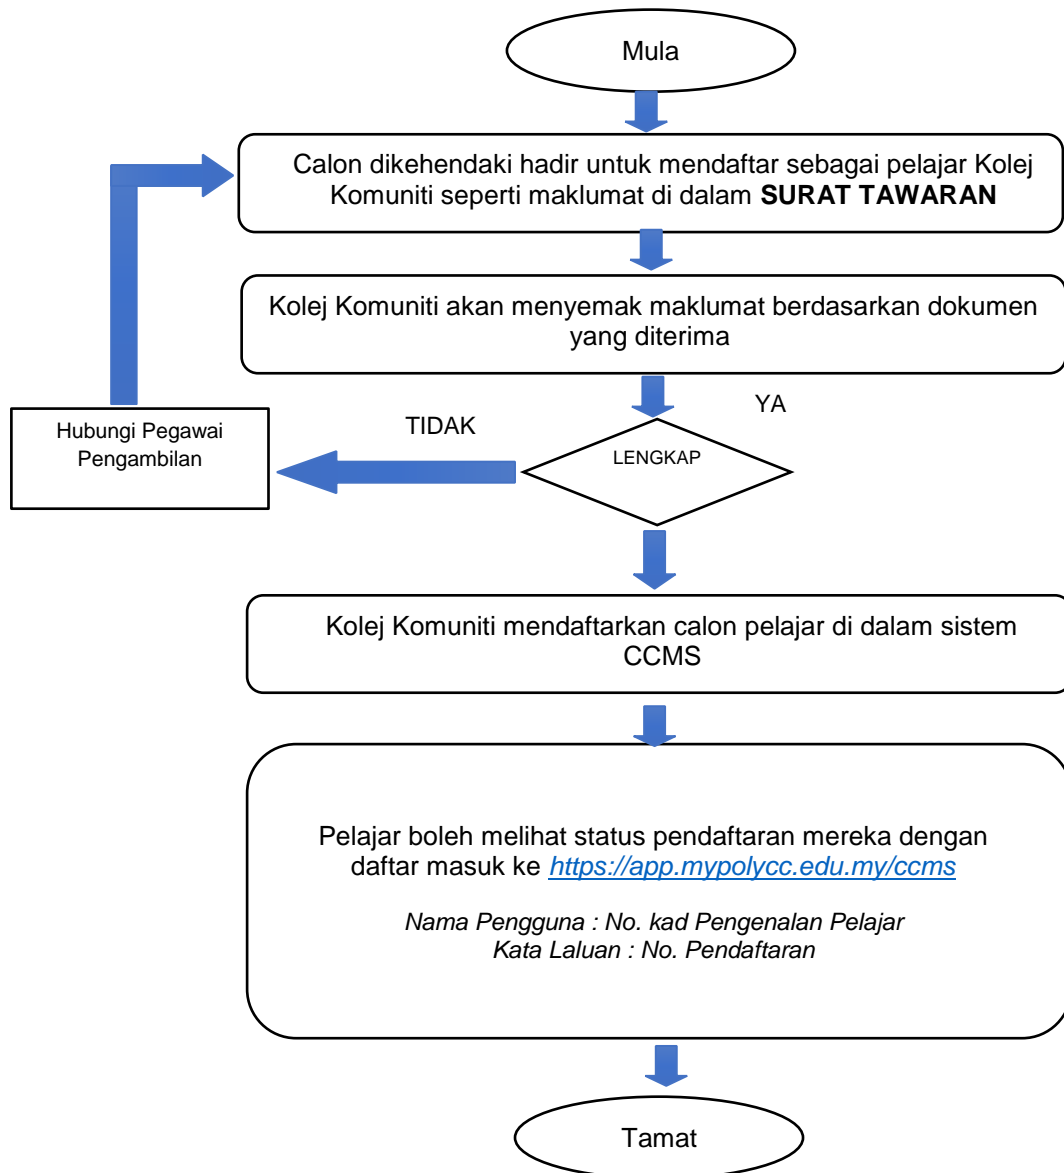 Mula
Calon dikehendaki hadir untuk mendaftar sebagai pelajar Kolej
Komuniti seperti maklumat di dalam SURAT TAWARAN
Kolej Komuniti akan menyemak maklumat berdasarkan dokumen
yang diterima
YA
TIDAK
LENGKAP
Hubungi Pegawai
Pengambilan
Kolej Komuniti mendaftarkan calon pelajar di dalam sistem
CCMS
Pelajar boleh melihat status pendaftaran mereka dengan
daftar masuk ke https://app.mypolycc.edu.my/ccms
Nama Pengguna : No. kad Pengenalan Pelajar
Kata Laluan : No. Pendaftaran
Tamat